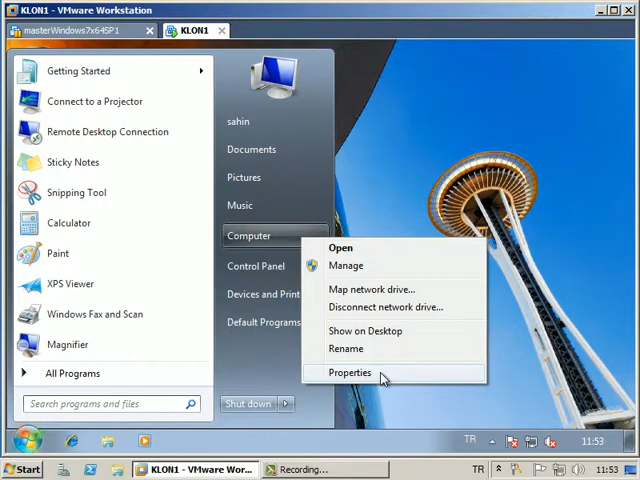 KLON1 - VMware Workstation
masterWindows7x64SP1
KLON1
Getting Started
Connect to a Projector
Remote Desktop Connection
Sticky Notes
Snipping Tool
Calculator
Paint
XPS Viewer
Windows Fax and Scan
Magnifier
All Programs
Search programs and files
sahin
Documents
Pictures
Music
Computer
Control Panel
Devices and Print
Default Programs
Shut down
Open
Manage
Map network drive...
Disconnect network drive...
Show on Desktop
Rename
Properties
TR
11:53
Start
KLON1 - VMware Wor...
Recording...
TR
11:53